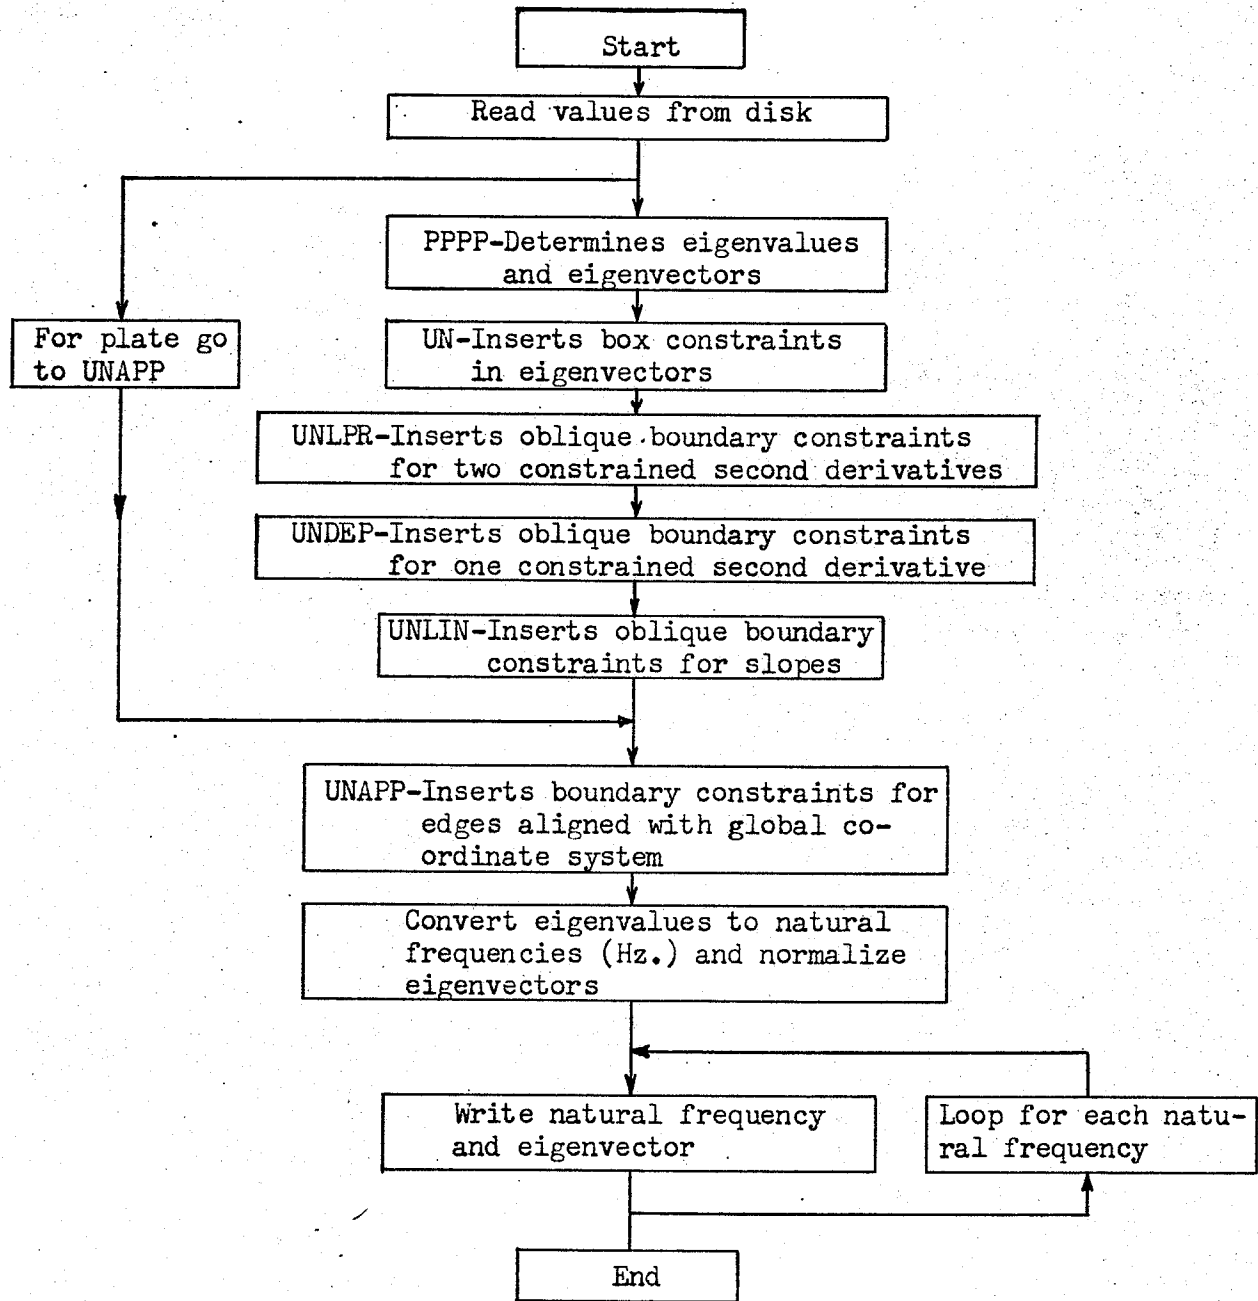 Start
Read values from disk
PPPP-Determines eigenvalues
and eigenvectors
For plate go
to UNAPP
UN-Inserts box constraints
in eigenvectors
UNLPR-Inserts oblique boundary constraints
for two constrained second derivatives
UNDEP-Inserts oblique boundary constraints
for one constrained second derivative
UNLIN-Inserts oblique boundary
constraints for slopes
UNAPP-Inserts boundary constraints for
edges aligned with global co-
ordinate system
Convert eigenvalues to natural
frequencies (Hz.) and normalize
eigenvectors
Write natural frequency
and eigenvector
Loop for each natu-
ral frequency
End